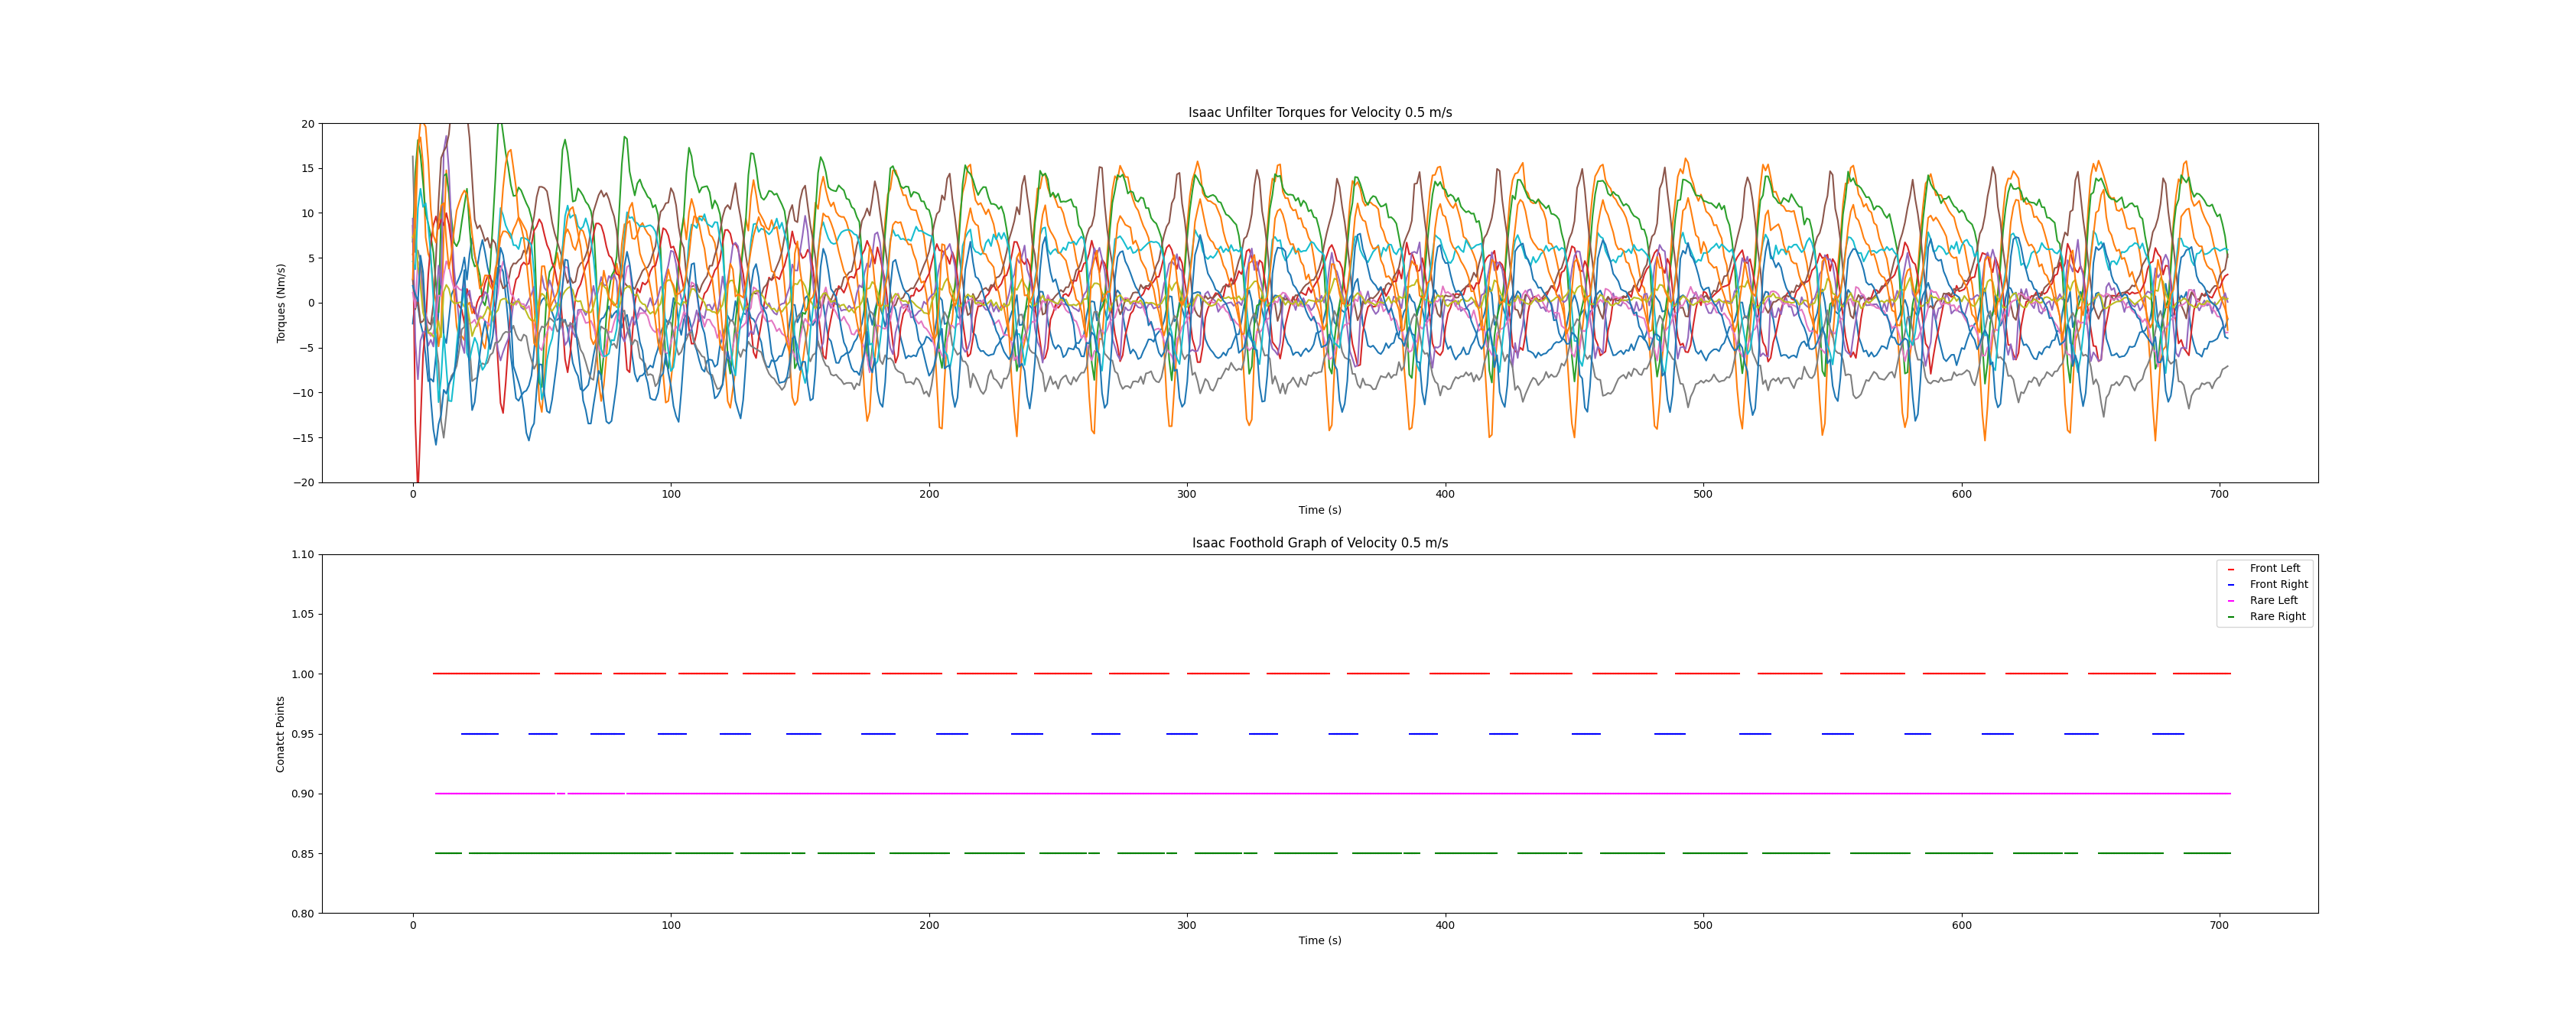 Isaac Unfilter Torques for Velocity 0.5 m/s
20
15
10
5
0
−5
−10
−15
−20
Torques (Nm/s)
0 100 200 300 400 500 600 700
Time (s)
Isaac Foothold Graph of Velocity 0.5 m/s
1.10
1.05
1.00
0.95
0.90
0.85
0.80
Conatct Points
Front Left
Front Right
Rare Left
Rare Right
0 100 200 300 400 500 600 700
Time (s)